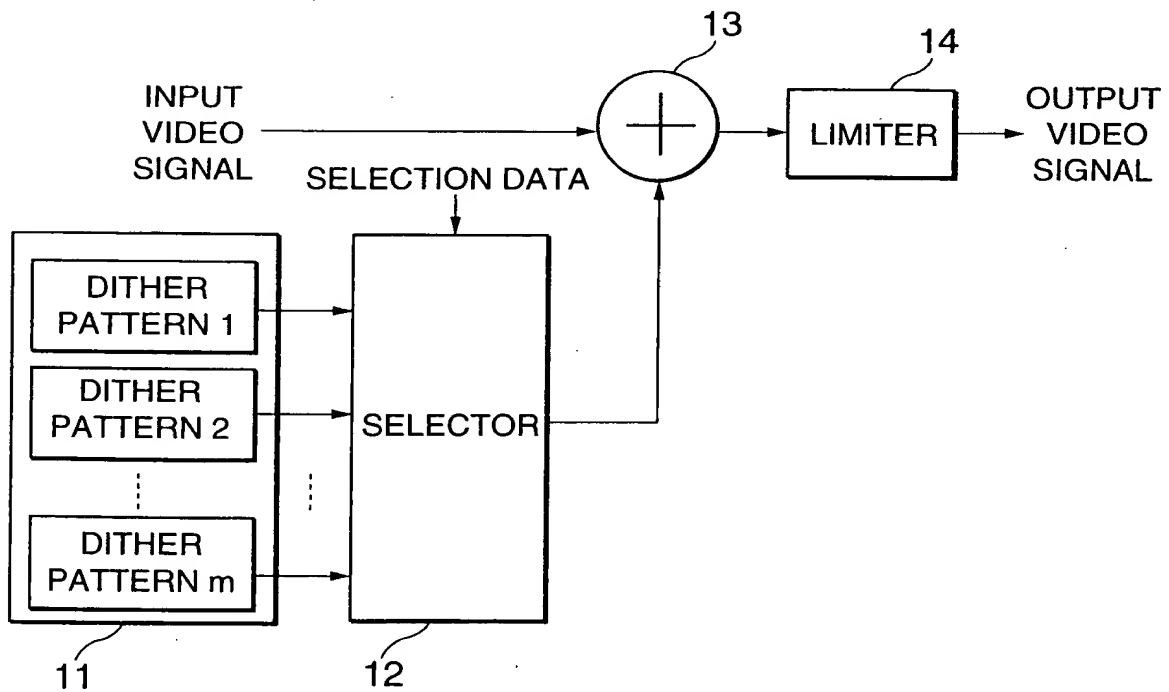 13
14
INPUT
VIDEO
SIGNAL
LIMITER
OUTPUT
VIDEO
SIGNAL
SELECTION DATA
DITHER
PATTERN 1
DITHER
PATTERN 2
SELECTOR
DITHER
PATTERN m
11
12